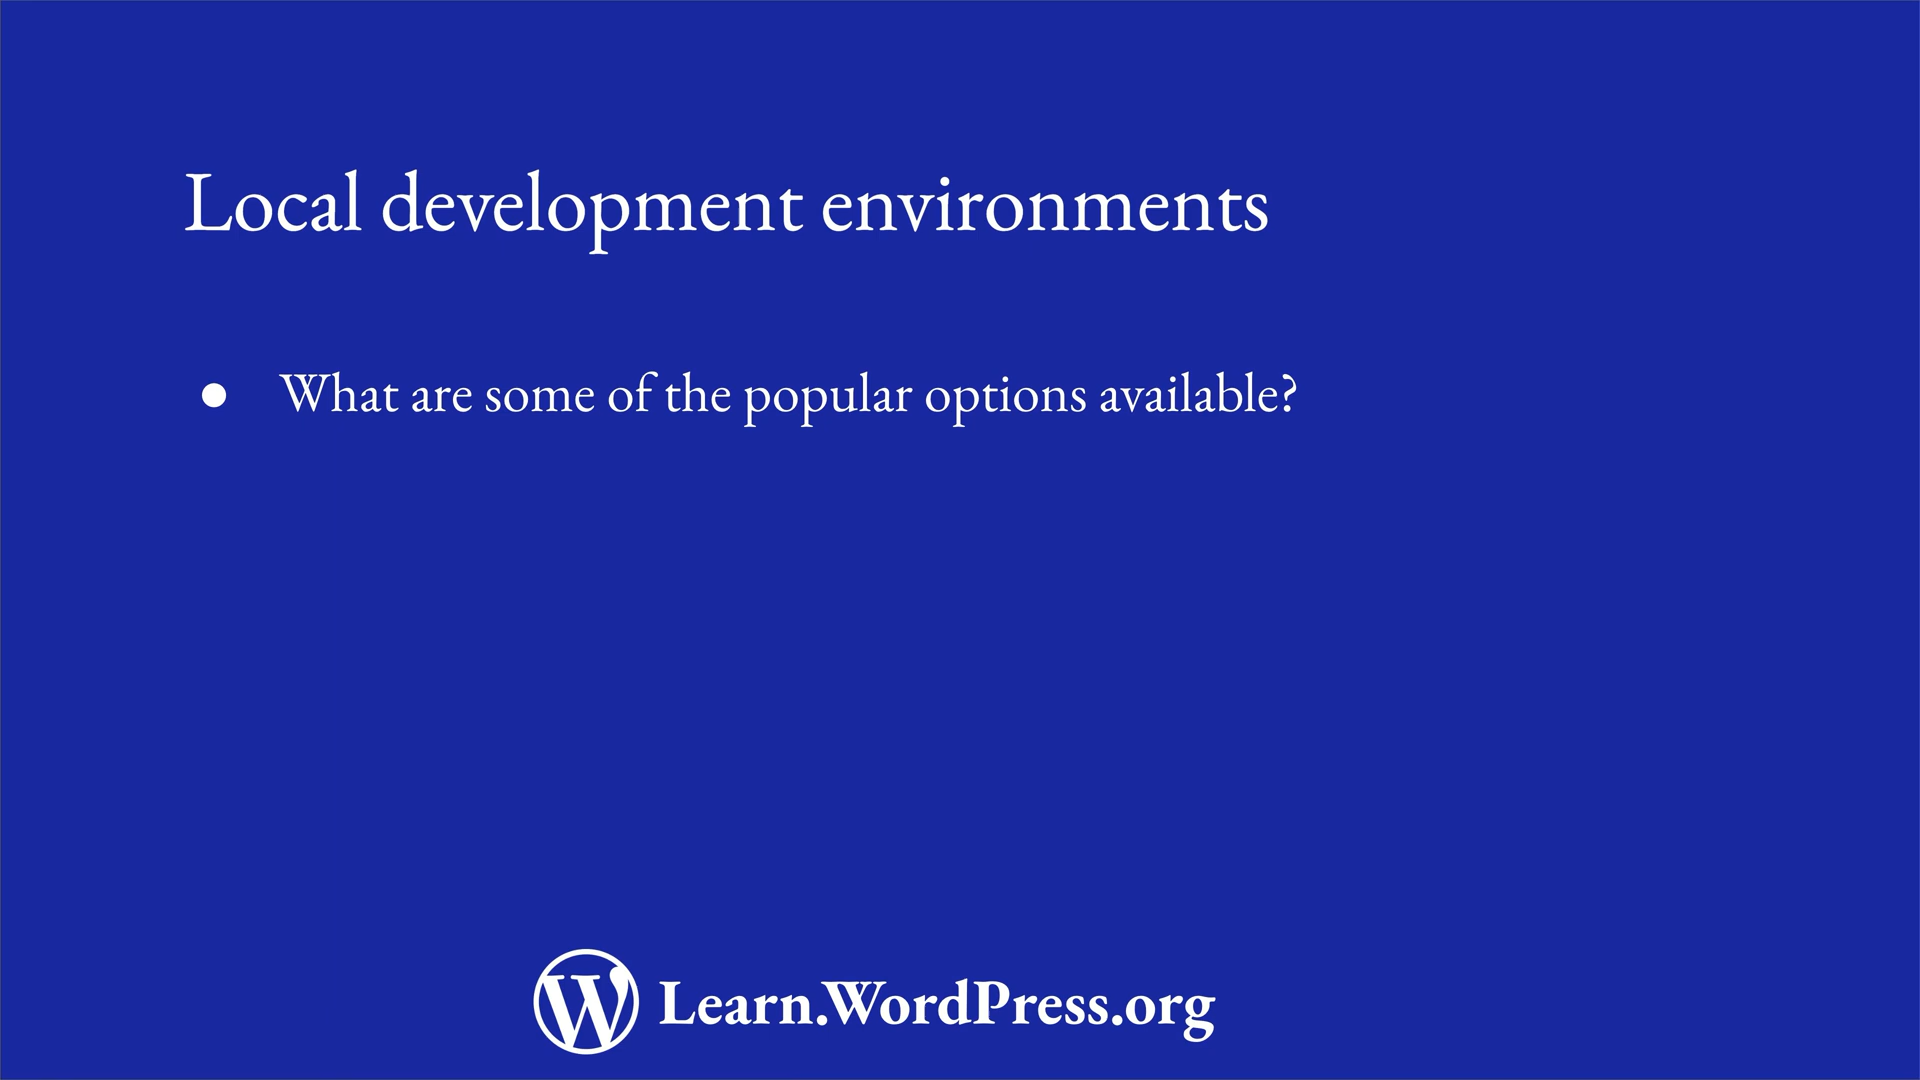 Local development environments
● What are some of the popular options available?
Learn.WordPress.org